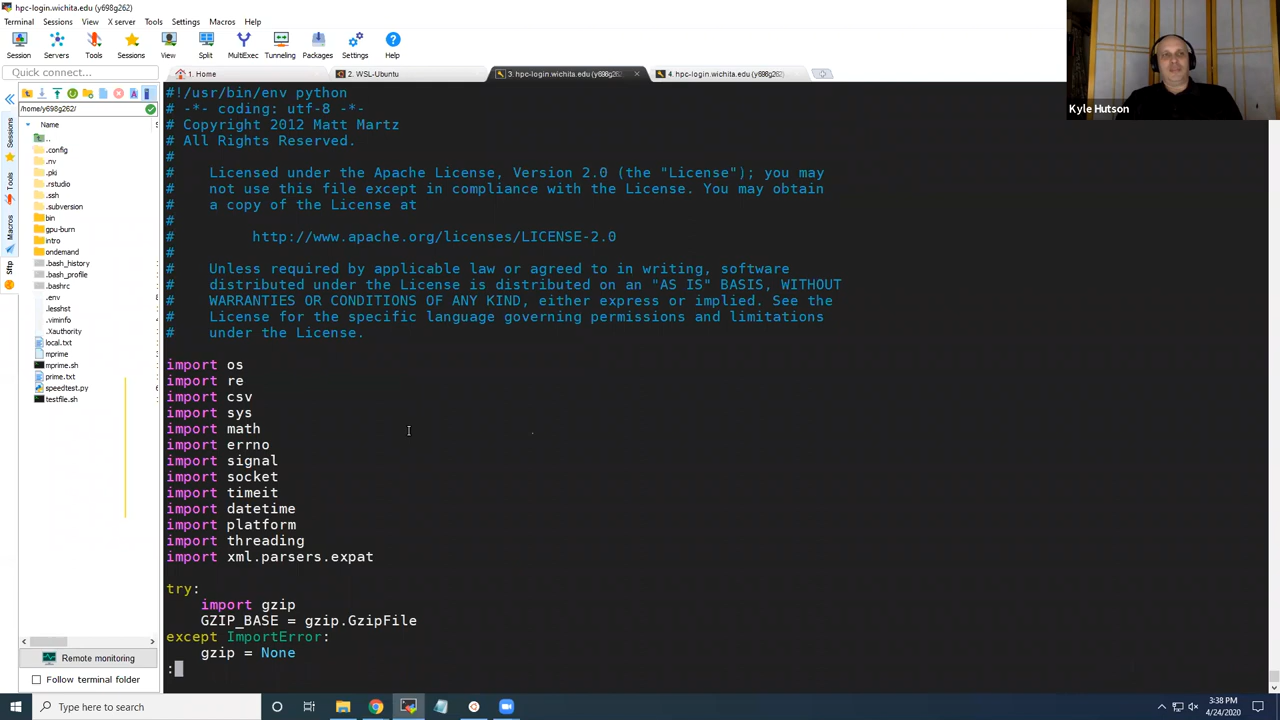 hpc-login.wichita.edu (y698g262)
Terminal Sessions View X server Tools Settings Macros Help
Session Servers Tools Sessions View Split MultiExec Tunneling Packages Settings Help
Quick connect...
1. Home
2. WSL-Ubuntu
3. hpc-login.wichita.edu (y698g262
4. hpc-login.wichita.edu (y698g262
Kyle Hutson
/home/y698g262/
Name
Sessions
Tools
Macros
Sftp
..
.config
.nv
.pki
.rstudio
.ssh
.subversion
bin
gpu-burn
intro
ondemand
.bash_history
.bash_profile
.bashrc
.env
.lesshst
.viminfo
.Xauthority
local.txt
mprime
mprime.sh
prime.txt
speedtest.py
testfile.sh
Remote monitoring
Follow terminal folder
#!/usr/bin/env python
# -*- coding: utf-8 -*-
# Copyright 2012 Matt Martz
# All Rights Reserved.
#
# Licensed under the Apache License, Version 2.0 (the "License"); you may
# not use this file except in compliance with the License. You may obtain
# a copy of the License at
#
# http://www.apache.org/licenses/LICENSE-2.0
#
# Unless required by applicable law or agreed to in writing, software
# distributed under the License is distributed on an "AS IS" BASIS, WITHOUT
# WARRANTIES OR CONDITIONS OF ANY KIND, either express or implied. See the
# License for the specific language governing permissions and limitations
# under the License.
import os
import re
import csv
import sys
import math
import errno
import signal
import socket
import timeit
import datetime
import platform
import threading
import xml.parsers.expat
try:
import gzip
GZIP_BASE = gzip.GzipFile
except ImportError:
gzip = None
:
Type here to search
3:38 PM
4/24/2020